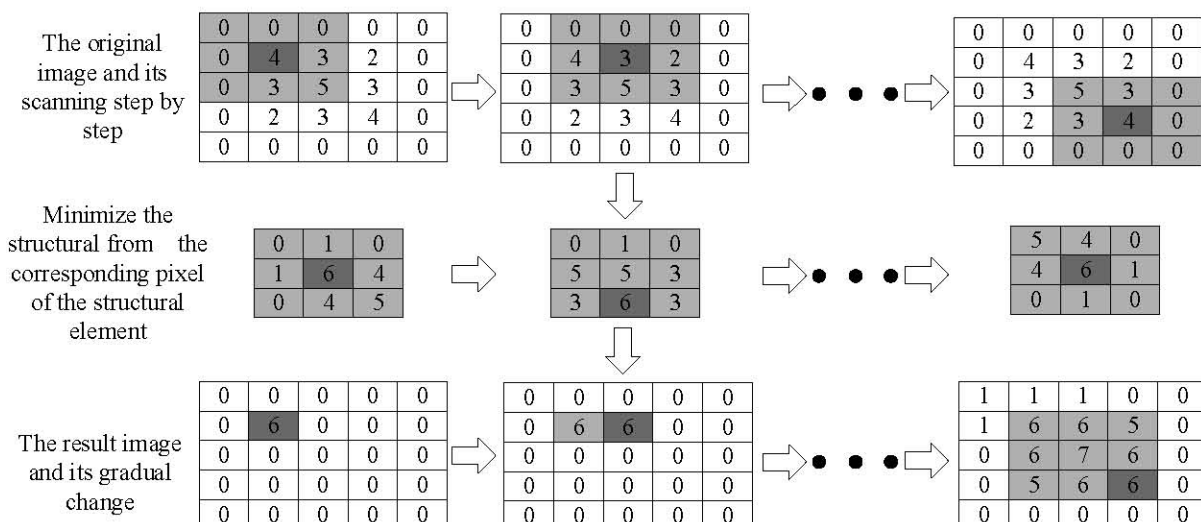 The original
image and its
scanning step by
step
0 0 0 0 0
0 4 3 2 0
0 3 5 3 0
0 2 3 4 0
0 0 0 0 0
0 0 0 0 0
0 4 3 2 0
0 3 5 3 0
0 2 3 4 0
0 0 0 0 0
0 0 0 0 0
0 4 3 2 0
0 3 5 3 0
0 2 3 4 0
0 0 0 0 0
Minimize the
structural from the
corresponding pixel
of the structural
element
0 1 0
1 6 4
0 4 5
0 1 0
5 5 3
3 6 3
5 4 0
4 6 1
0 1 0
The result image
and its gradual
change
0 0 0 0 0
0 6 0 0 0
0 0 0 0 0
0 0 0 0 0
0 0 0 0 0
0 0 0 0 0
0 6 6 0 0
0 0 0 0 0
0 0 0 0 0
0 0 0 0 0
1 1 1 0 0
1 6 6 5 0
0 6 7 6 0
0 5 6 6 0
0 0 0 0 0